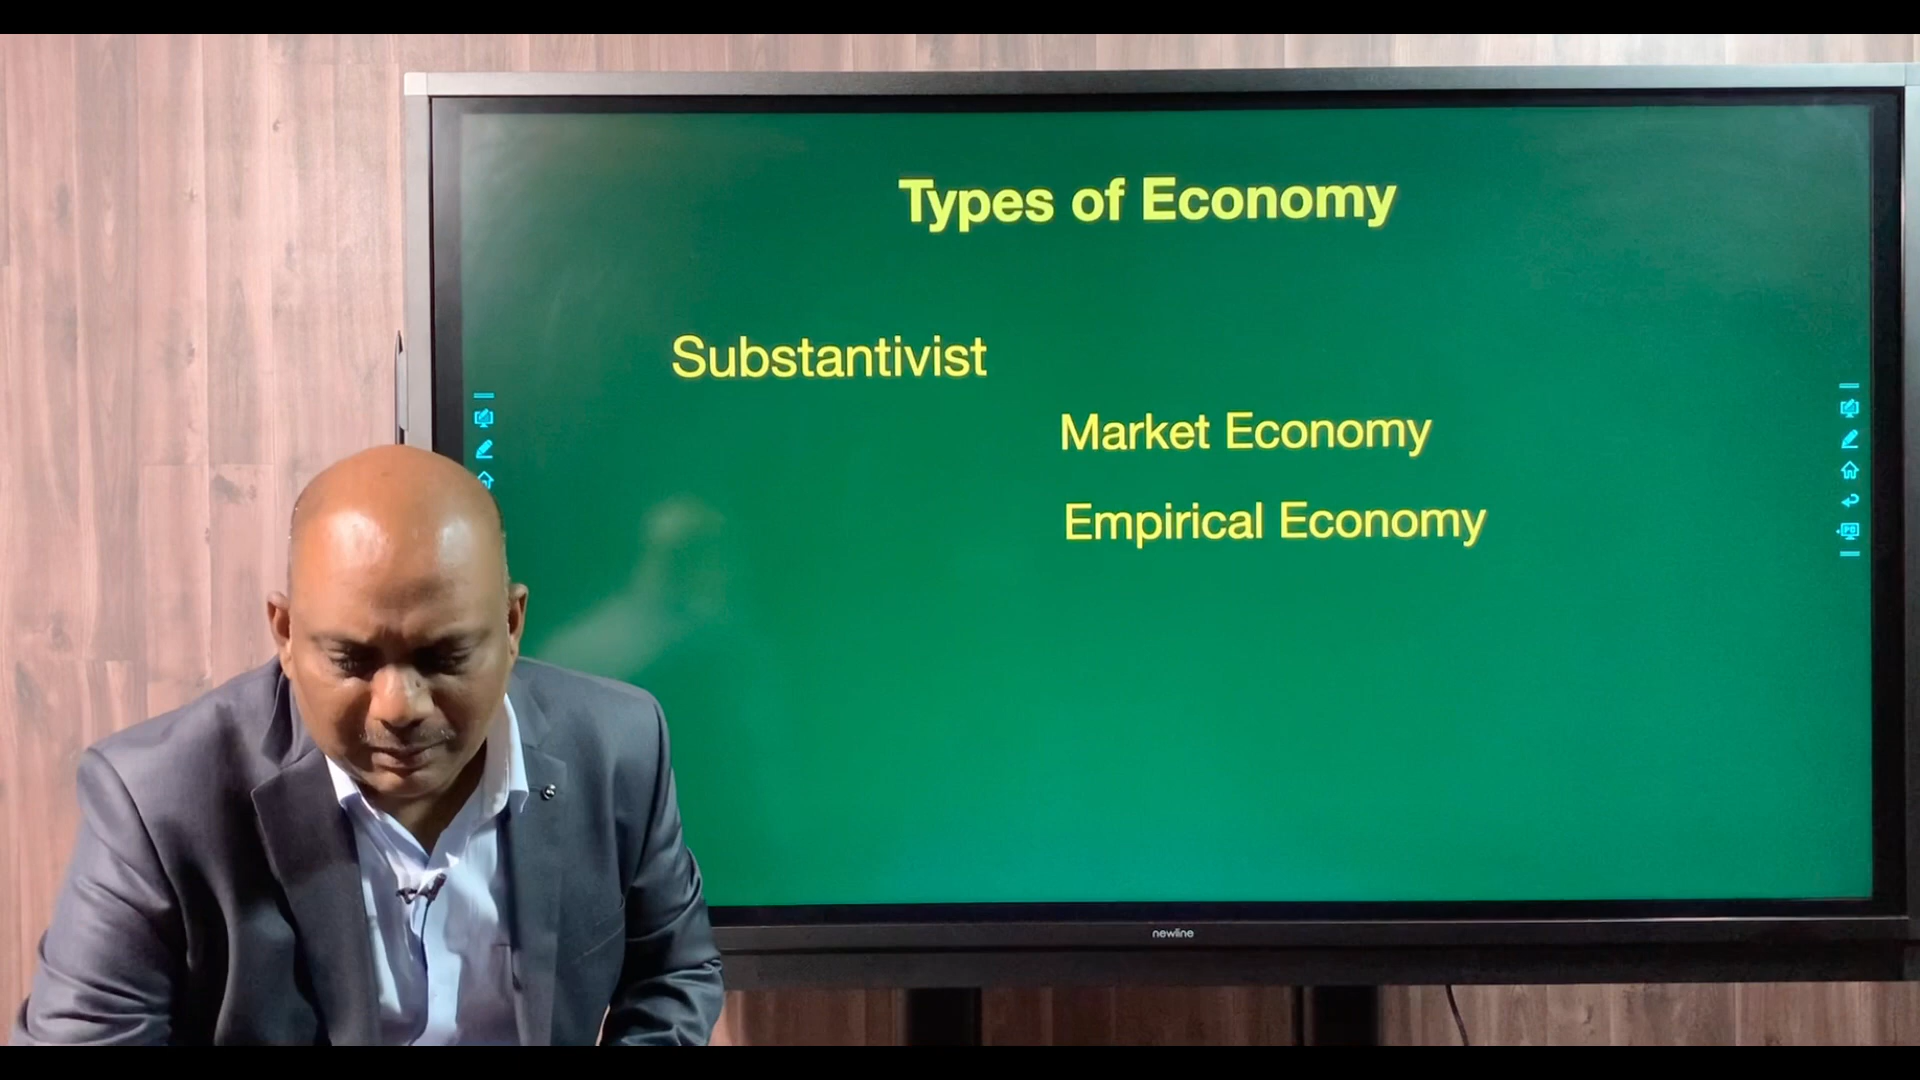 Types of Economy
Substantivist
Market Economy
Empirical Economy
newline